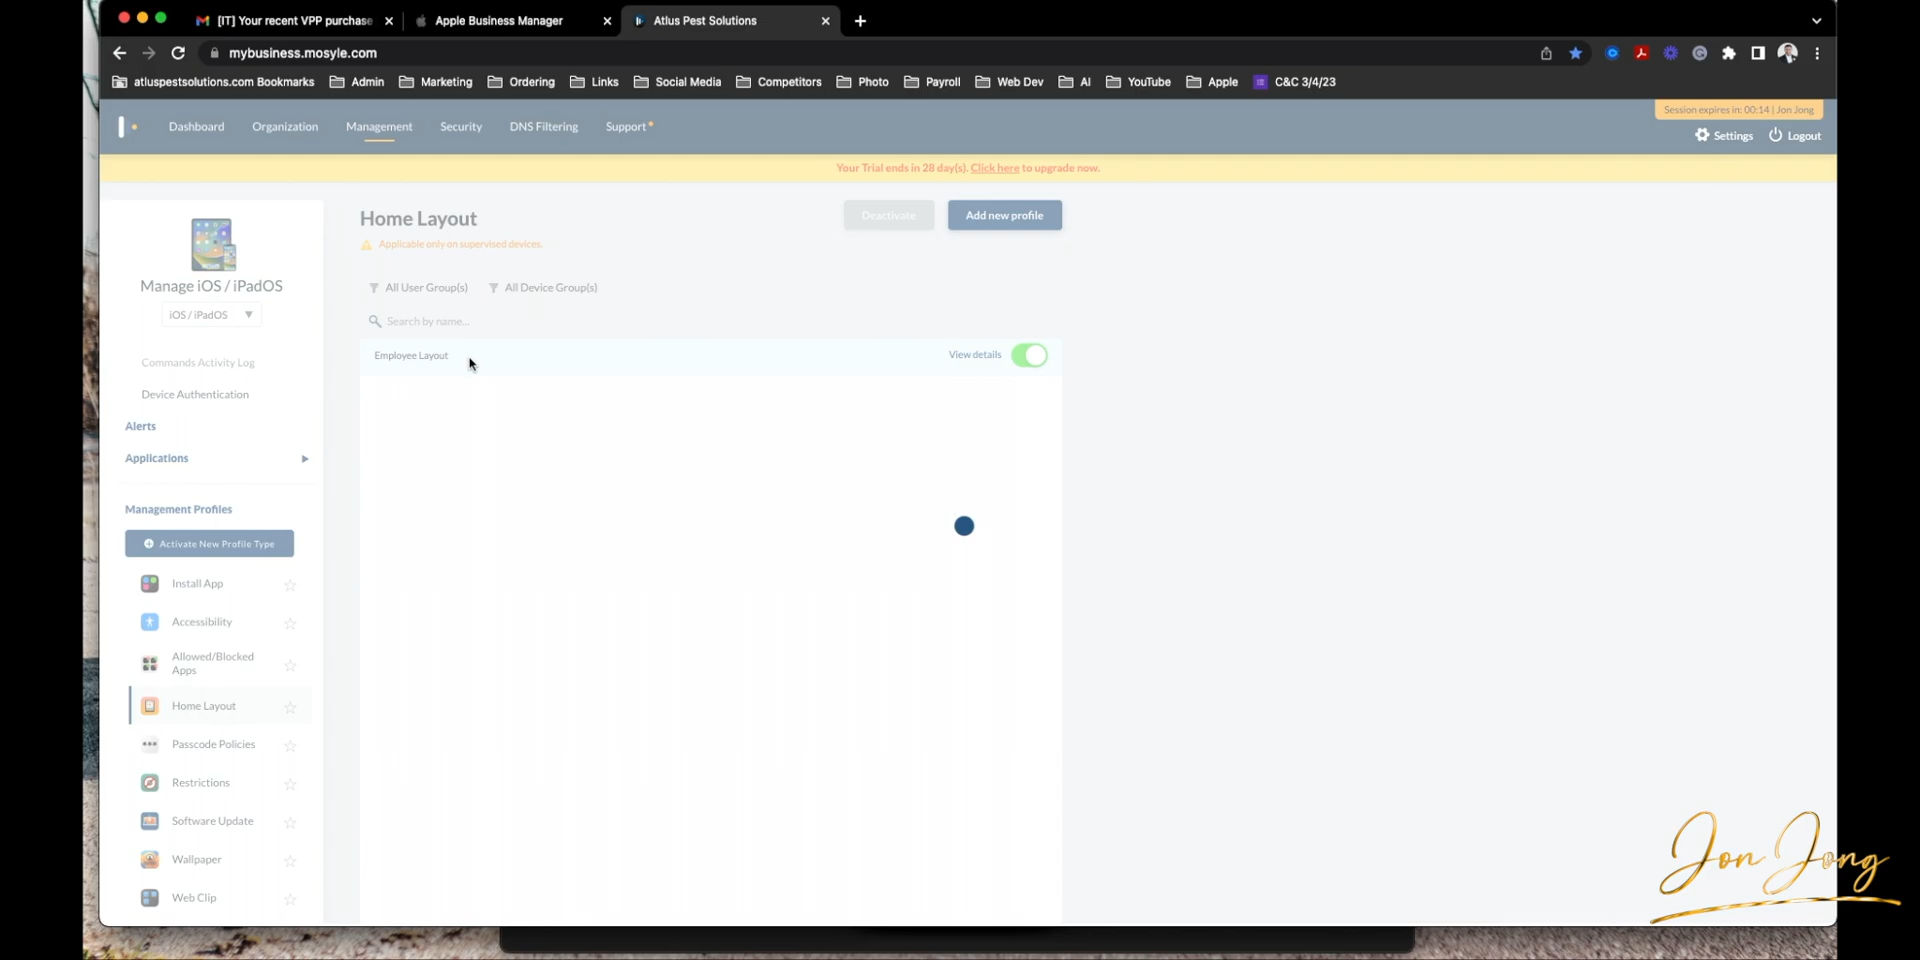 [IT] Your recent VPP purchase
Apple Business Manager
Atlus Pest Solutions
mybusiness.mosyle.com
atluspestsolutions.com Bookmarks
Admin
Marketing
Ordering
Links
Social Media
Competitors
Photo
Payroll
Web Dev
AI
YouTube
Apple
C&C 3/4/23
Session expires in: 00:14 | Jon Jong
Dashboard
Organization
Management
Security
DNS Filtering
Support
Settings
Logout
Your Trial ends in 28 day(s). Click here to upgrade now.
Manage iOS / iPadOS
iOS / iPadOS
Commands Activity Log
Device Authentication
Alerts
Applications
Management Profiles
Activate New Profile Type
Install App
Accessibility
Allowed/Blocked
Apps
Home Layout
Passcode Policies
Restrictions
Software Update
Wallpaper
Web Clip
Home Layout
Deactivate
Add new profile
Applicable only on supervised devices.
All User Group(s)
All Device Group(s)
Search by name...
Employee Layout
View details
Jon Jong